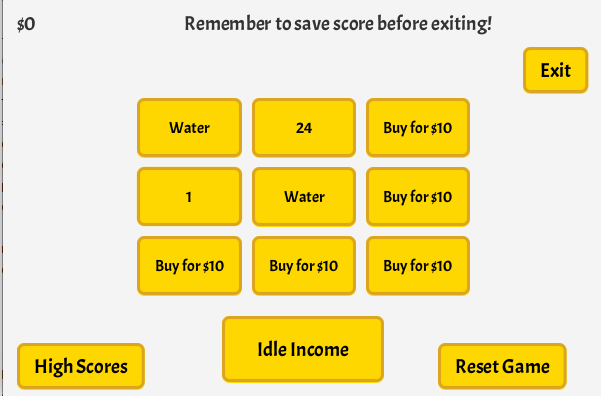 $0
Remember to save score before exiting!
Exit
Water
24
Buy for $10
1
Water
Buy for $10
Buy for $10
Buy for $10
Buy for $10
Idle Income
High Scores
Reset Game